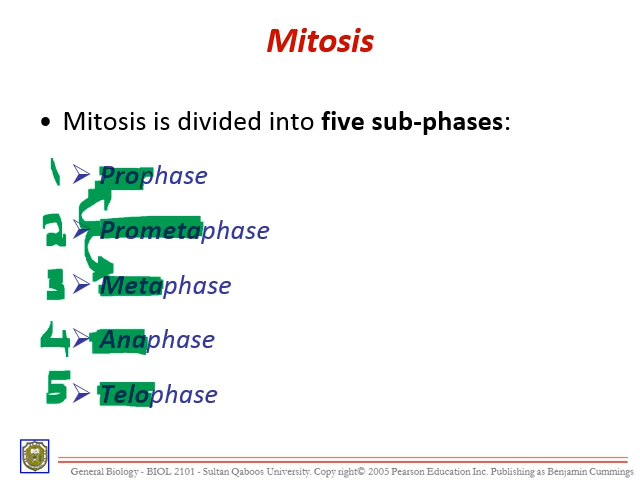 Mitosis
• Mitosis is divided into five sub-phases:
1 ➢ Prophase
2 ➢ Prometaphase
3 ➢ Metaphase
4 ➢ Anaphase
5 ➢ Telophase
General Biology - BIOL 2101 - Sultan Qaboos University. Copy right© 2005 Pearson Education Inc. Publishing as Benjamin Cummings